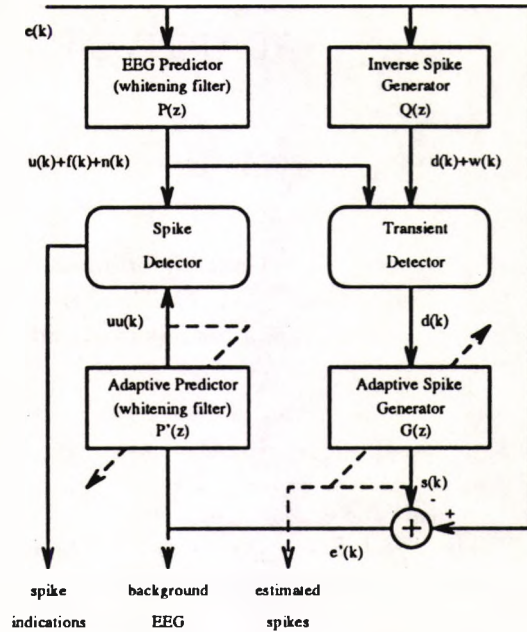 e(k)
EEG Predictor
(whitening filter)
P(z)
Inverse Spike
Generator
Q(z)
u(k)+f(k)+n(k)
d(k)+w(k)
Spike
Detector
Transient
Detector
uu(k)
d(k)
Adaptive Predictor
(whitening filter)
P'(z)
Adaptive Spike
Generator
G(z)
s(k)
-
+
+
e'(k)
spike
indications
background
EEG
estimated
spikes